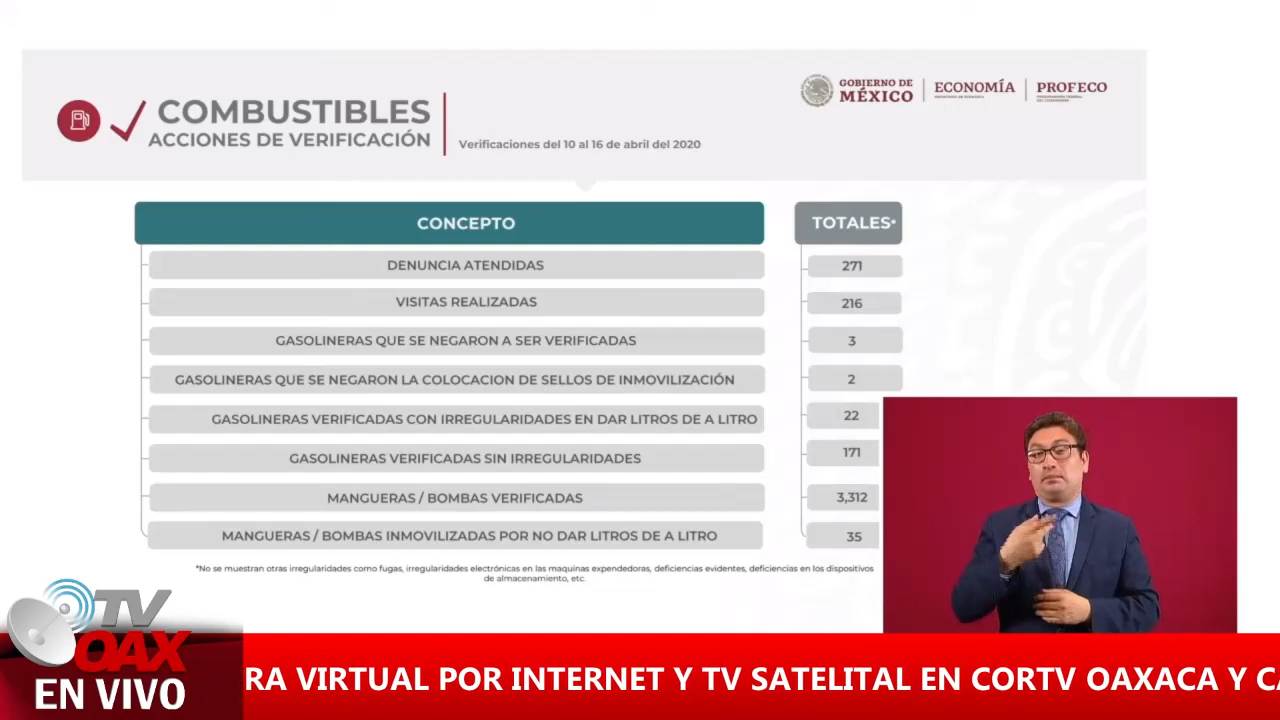 COMBUSTIBLES
ACCIONES DE VERIFICACIÓN
Verificaciones del 10 al 16 de abril del 2020
GOBIERNO DE
MÉXICO
ECONOMÍA
PROFECO
CONCEPTO
TOTALES*
DENUNCIA ATENDIDAS
271
VISITAS REALIZADAS
216
GASOLINERAS QUE SE NEGARON A SER VERIFICADAS
3
GASOLINERAS QUE SE NEGARON LA COLOCACION DE SELLOS DE INMOVILIZACIÓN
2
GASOLINERAS VERIFICADAS CON IRREGULARIDADES EN DAR LITROS DE A LITRO
22
GASOLINERAS VERIFICADAS SIN IRREGULARIDADES
171
MANGUERAS / BOMBAS VERIFICADAS
3,312
MANGUERAS / BOMBAS INMOVILIZADAS POR NO DAR LITROS DE A LITRO
35
*No se muestran otras irregularidades como fugas, irregularidades electrónicas en las maquinas expendedoras, deficiencias evidentes, deficiencias en los dispositivos
de almacenamiento, etc.
TV
OAX
EN VIVO
RA VIRTUAL POR INTERNET Y TV SATELITAL EN CORTV OAXACA Y CA